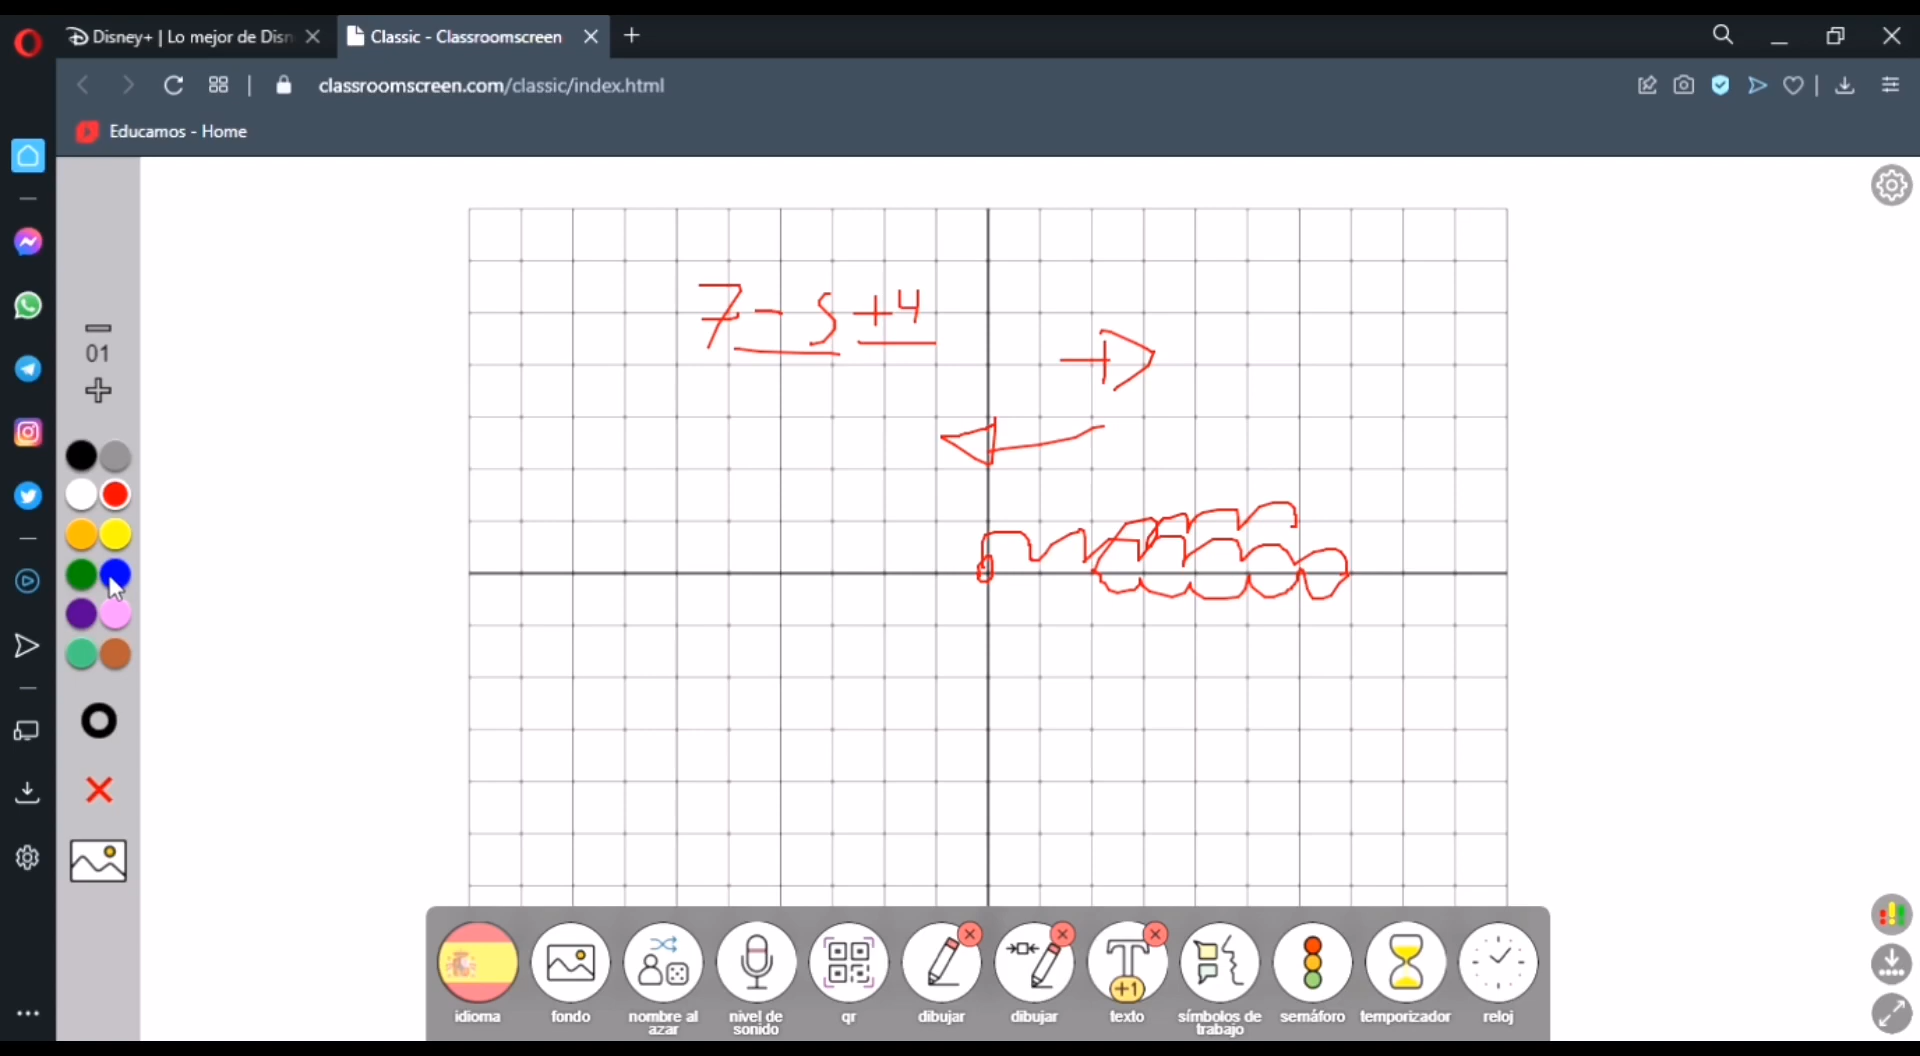 Disney+ | Lo mejor de Disn
Classic - Classroomscreen
classroomscreen.com/classic/index.html
Educamos - Home
01
7 - 5 + 4
+1
idioma
fondo
nombre al
azar
nivel de
sonido
qr
dibujar
dibujar
texto
símbolos de
trabajo
semáforo
temporizador
reloj